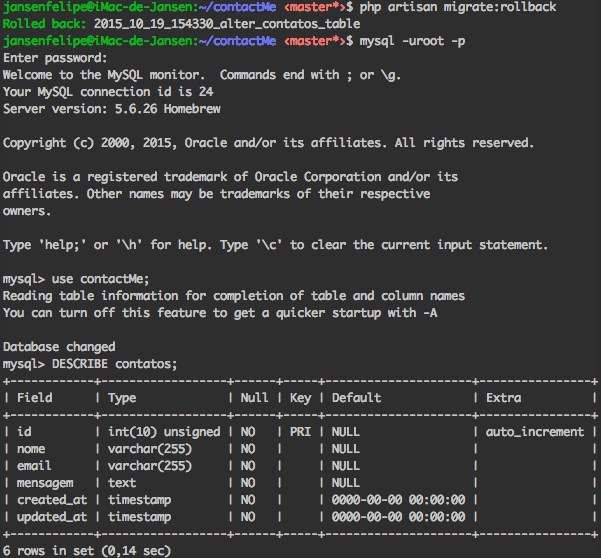 jansenfelipe@iMac-de-Jansen:~/contactMe <master*>$ php artisan migrate:rollback
Rolled back: 2015_10_19_154330_alter_contatos_table
jansenfelipe@iMac-de-Jansen:~/contactMe <master*>$ mysql -uroot -p
Enter password:
Welcome to the MySQL monitor.  Commands end with ; or \g.
Your MySQL connection id is 24
Server version: 5.6.26 Homebrew

Copyright (c) 2000, 2015, Oracle and/or its affiliates. All rights reserved.

Oracle is a registered trademark of Oracle Corporation and/or its
affiliates. Other names may be trademarks of their respective
owners.

Type 'help;' or '\h' for help. Type '\c' to clear the current input statement.

mysql> use contactMe;
Reading table information for completion of table and column names
You can turn off this feature to get a quicker startup with -A

Database changed
mysql> DESCRIBE contatos;
+------------+------------------+------+-----+---------------------+----------------+
| Field      | Type             | Null | Key | Default             | Extra          |
+------------+------------------+------+-----+---------------------+----------------+
| id         | int(10) unsigned | NO   | PRI | NULL                | auto_increment |
| nome       | varchar(255)     | NO   |     | NULL                |                |
| email      | varchar(255)     | NO   |     | NULL                |                |
| mensagem   | text             | NO   |     | NULL                |                |
| created_at | timestamp        | NO   |     | 0000-00-00 00:00:00 |                |
| updated_at | timestamp        | NO   |     | 0000-00-00 00:00:00 |                |
+------------+------------------+------+-----+---------------------+----------------+
6 rows in set (0,14 sec)